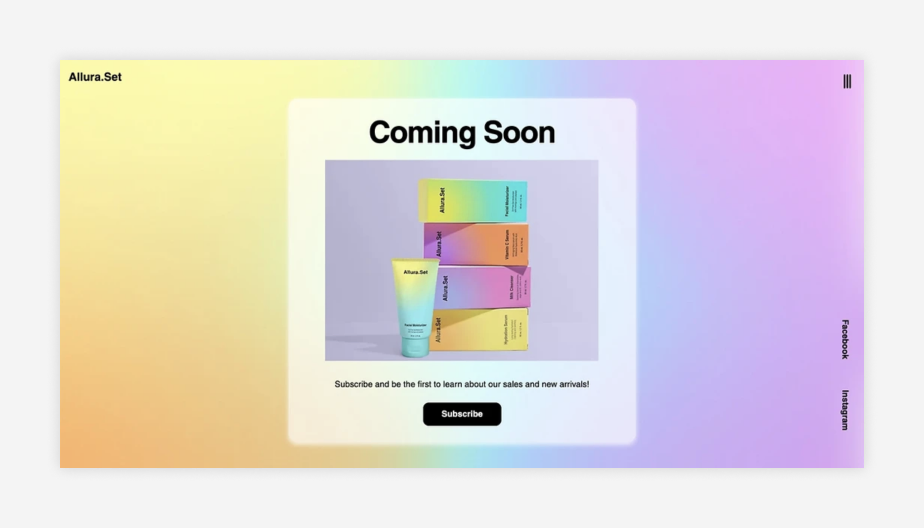 Allura.Set
Coming Soon
Allura.Set
Facial Moisturizer
Allura.Set
Vitamin C Serum
Allura.Set
Milk Cleanser
Allura.Set
Hydration Serum
Allura.Set
Facial Moisturizer
Subscribe and be the first to learn about our sales and new arrivals!
Subscribe
Facebook
Instagram